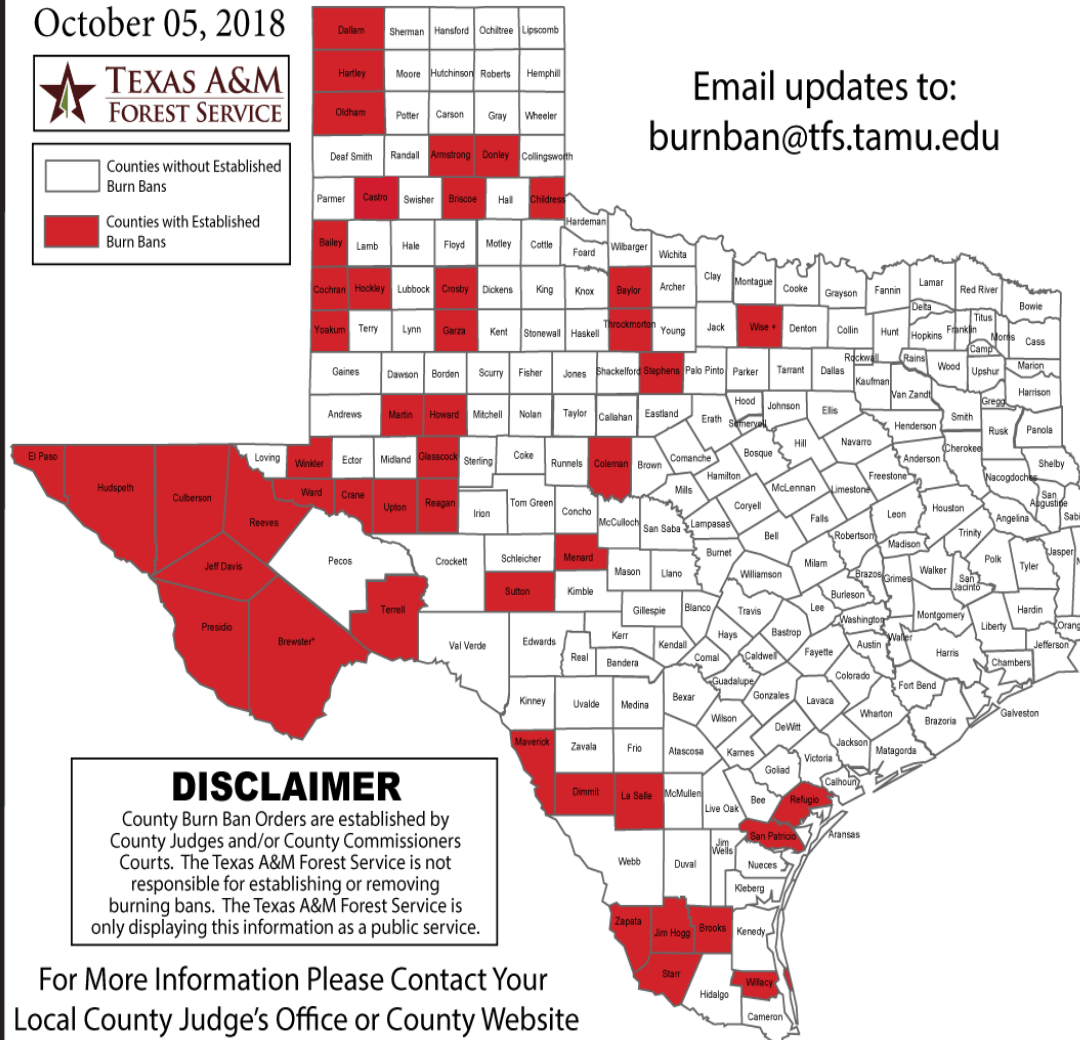 October 05, 2018
TEXAS A&M
FOREST SERVICE
Counties without Established
Burn Bans
Counties with Established
Burn Bans
Email updates to:
burnban@tfs.tamu.edu
Dallam Sherman Hansford Ochiltree Lipscomb
Hartley Moore Hutchinson Roberts Hemphill
Oldham Potter Carson Gray Wheeler
Deaf Smith Randall Armstrong Donley Collingsworth
Parmer Castro Swisher Briscoe Hall Childress
Hardeman
Bailey Lamb Hale Floyd Motley Cottle Foard Wilbarger Wichita
Clay Montague Cooke Grayson Fannin Lamar Red River Bowie
Cochran Hockley Lubbock Crosby Dickens King Knox Baylor Archer
Delta Titus
Yoakum Terry Lynn Garza Kent Stonewall Haskell Throckmorton Young Jack Wise + Denton Collin Hunt Hopkins Franklin Morris Cass
Camp
Gaines Dawson Borden Scurry Fisher Jones Shackelford Stephens Palo Pinto Parker Tarrant Dallas Rockwall Rains Wood Upshur Marion
Kaufman Van Zandt Gregg Harrison
Andrews Martin Howard Mitchell Nolan Taylor Callahan Eastland Erath Hood Johnson Ellis
Somervell Henderson Smith Rusk Panola
El Paso Loving Winkler Ector Midland Glasscock Sterling Coke Runnels Coleman Brown Comanche Bosque Hill Navarro Anderson Cherokee Shelby
Hudspeth Culberson Reeves Ward Crane Upton Reagan Irion Tom Green Concho Mills Hamilton McLennan Limestone Freestone Nacogdoches
San
Augustine
Sabi
McCulloch San Saba Lampasas Coryell Falls Leon Houston Angelina
Bell Robertson Madison Trinity
Jeff Davis Pecos Crockett Schleicher Menard Mason Llano Burnet Williamson Milam Brazos Grimes Walker
San
Jacinto
Polk Tyler Jasper
N
Presidio Brewster* Terrell Sutton Kimble Gillespie Blanco Travis Lee Burleson Washington Montgomery Liberty Hardin Orang
Val Verde Edwards Real Kerr Bandera Kendall Hays Comal Caldwell Bastrop Fayette Austin Waller Harris Chambers Jefferson
Kinney Uvalde Medina Bexar Guadalupe Gonzales Lavaca Colorado Fort Bend Galveston
Wilson DeWitt Wharton Brazoria
Maverick Zavala Frio Atascosa Karnes Goliad Victoria Jackson Matagorda
Calhoun
Dimmit La Salle McMullen Live Oak Bee Refugio
San Patricio Aransas
Webb Duval
Jim
Wells
Nueces
Kleberg
Zapata Jim Hogg Brooks Kenedy
Starr Hidalgo Willacy
Cameron
DISCLAIMER
County Burn Ban Orders are established by
County Judges and/or County Commissioners
Courts. The Texas A&M Forest Service is not
responsible for establishing or removing
burning bans. The Texas A&M Forest Service is
only displaying this information as a public service.
For More Information Please Contact Your
Local County Judge's Office or County Website